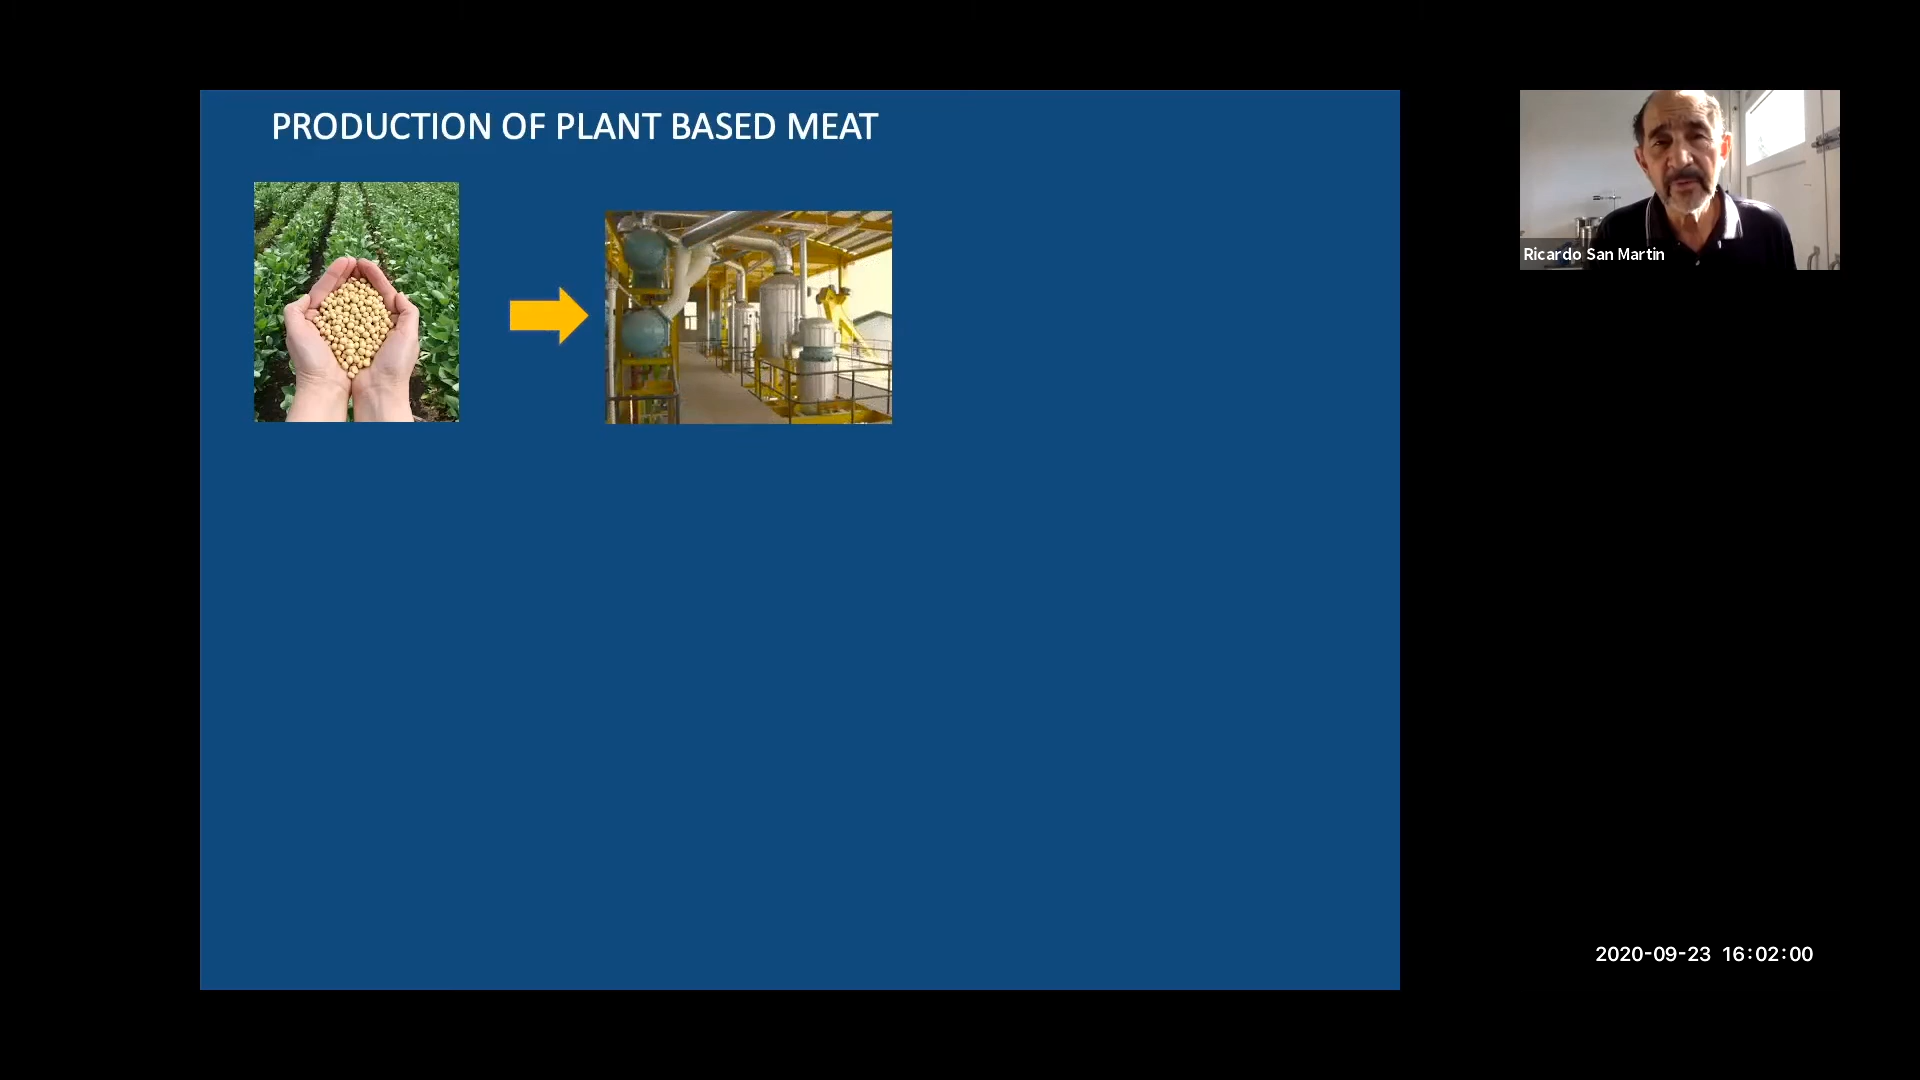 PRODUCTION OF PLANT BASED MEAT
Ricardo San Martin
2020-09-23 16:02:00